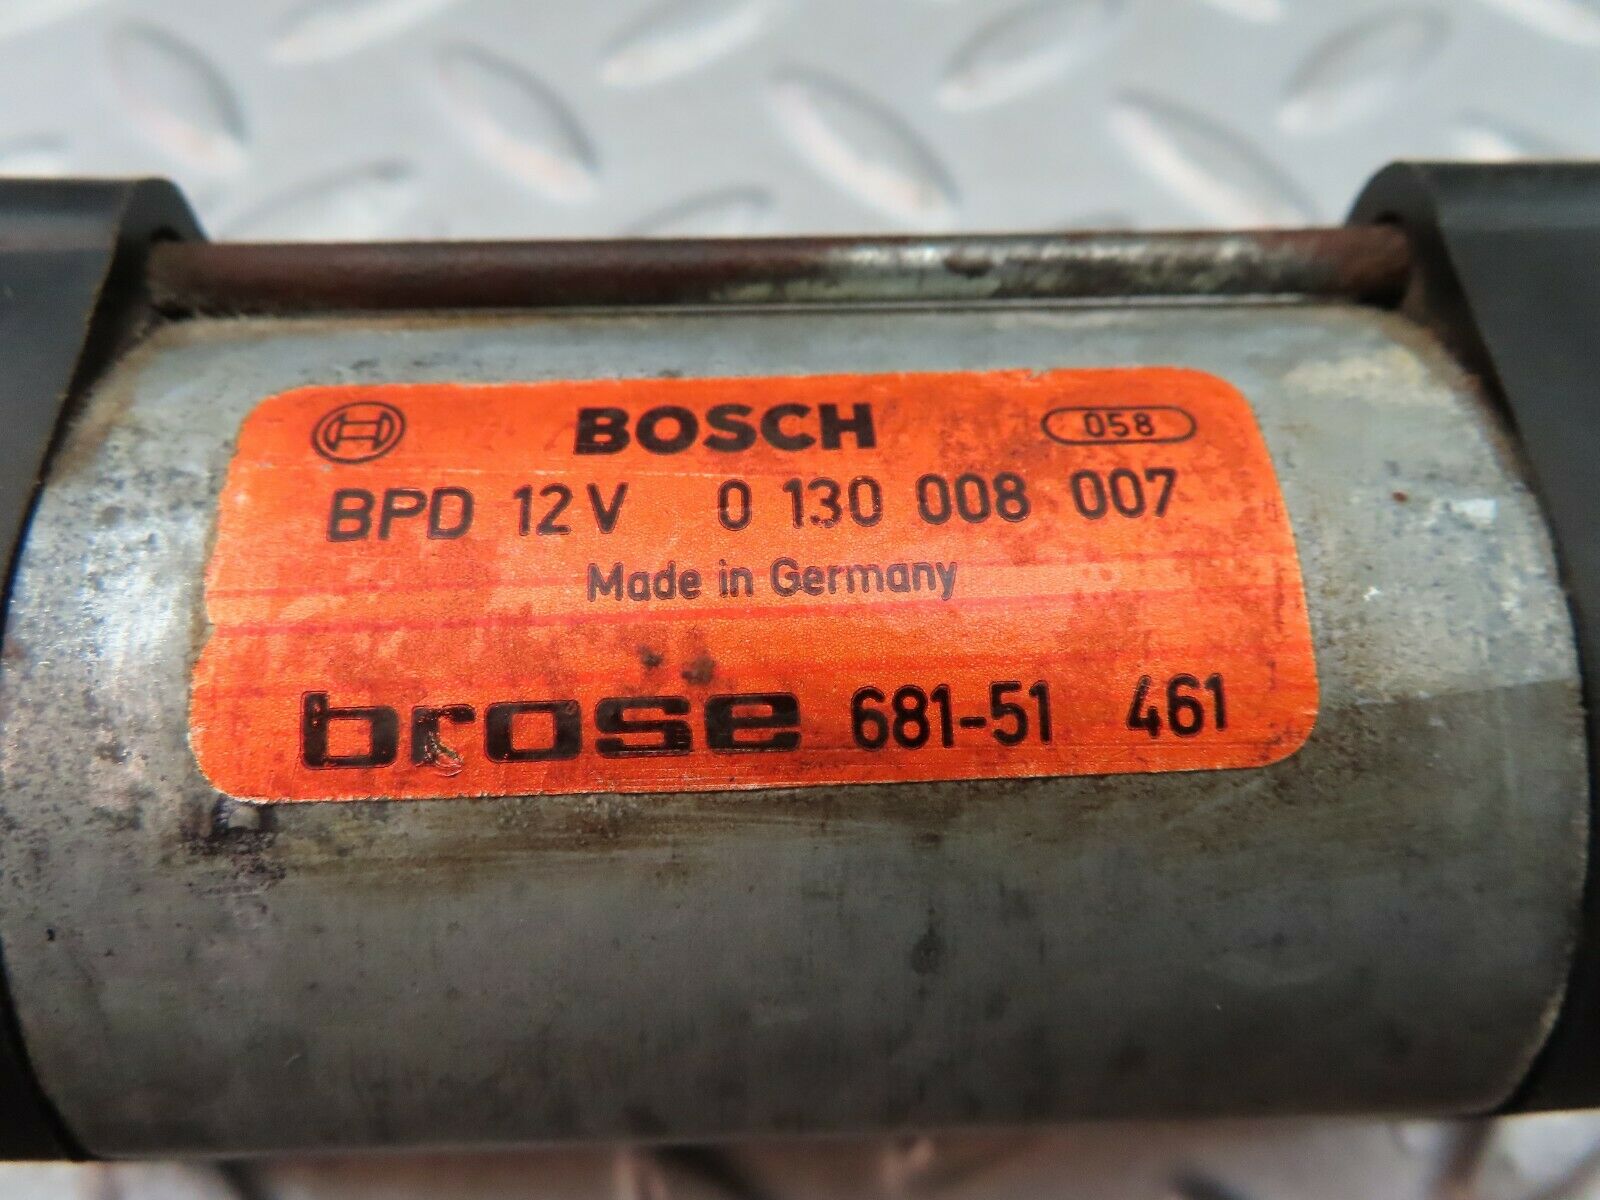 BOSCH 058
BPD 12V 0 130 008 007
Made in Germany
brose 681-51 461